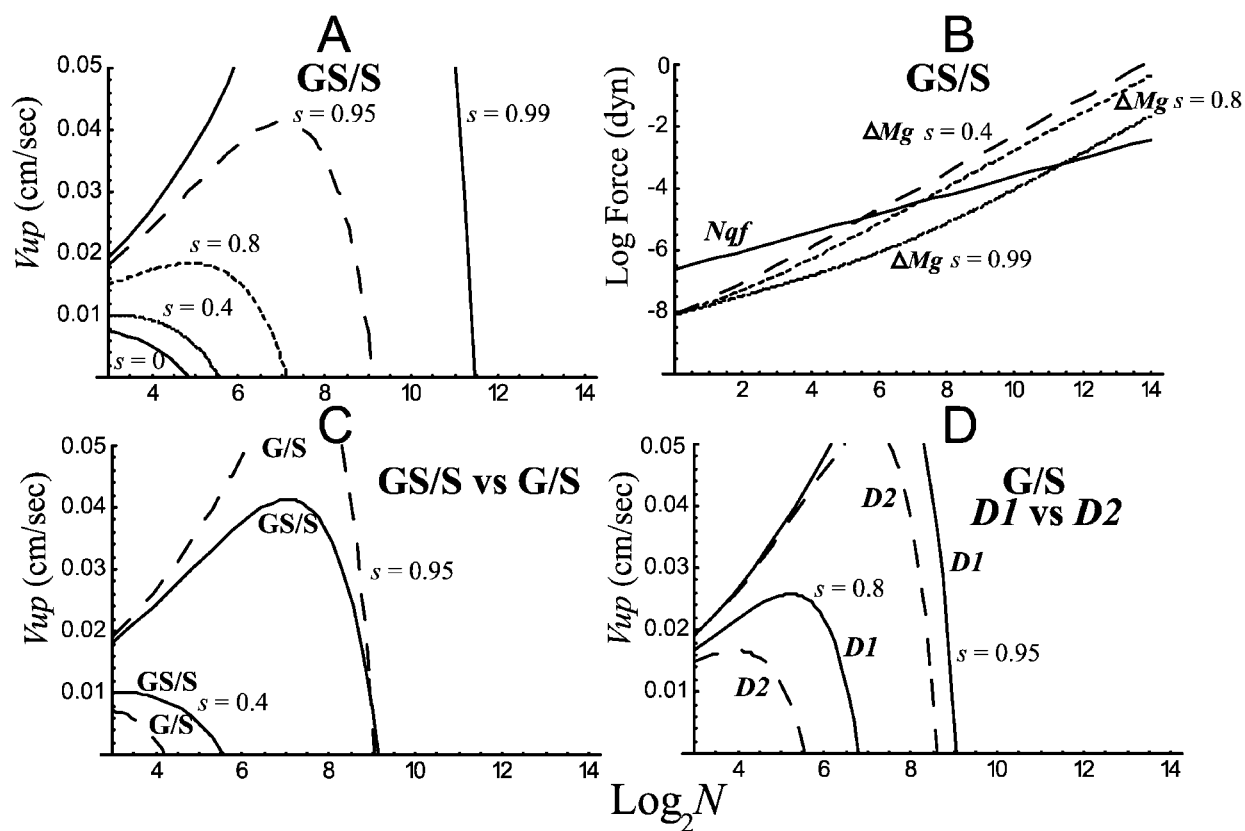 A
GS/S
Vup (cm/sec)
0.05
0.04
0.03
0.02
0.01
s = 0.95
s = 0.99
s = 0.8
s = 0.4
s = 0
4 6 8 10 12 14
B
GS/S
Log Force (dyn)
0
-2
-4
-6
-8
ΔMg s = 0.4
ΔMg s = 0.8
Nqf
ΔMg s = 0.99
2 4 6 8 10 12 14
C
GS/S vs G/S
Vup (cm/sec)
0.05
0.04
0.03
0.02
0.01
G/S
GS/S
s = 0.95
GS/S
s = 0.4
G/S
4 6 8 10 12 14
D
G/S
D1 vs D2
Vup (cm/sec)
0.05
0.04
0.03
0.02
0.01
D2
D1
s = 0.8
D1
D2
s = 0.95
4 6 8 10 12 14
Log2N